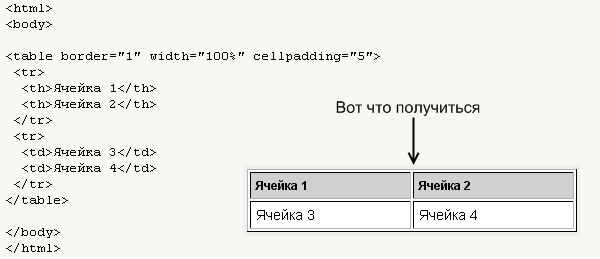 <html>
<body>

<table border="1" width="100%" cellpadding="5">
 <tr>
  <th>Ячейка 1</th>
  <th>Ячейка 2</th>
 </tr>
 <tr>
  <td>Ячейка 3</td>
  <td>Ячейка 4</td>
 </tr>
</table>

</body>
</html>
Вот что получиться
Ячейка 1 Ячейка 2
Ячейка 3 Ячейка 4